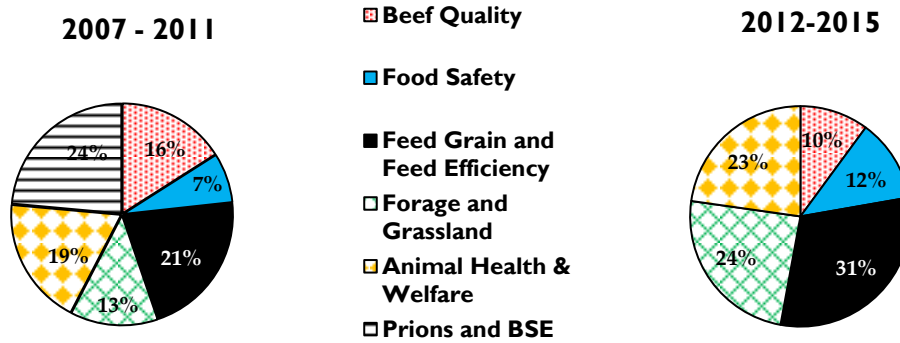 2007 - 2011
24%
16%
7%
21%
13%
19%
Beef Quality
Food Safety
Feed Grain and
Feed Efficiency
Forage and
Grassland
Animal Health &
Welfare
Prions and BSE
2012-2015
10%
12%
31%
24%
23%